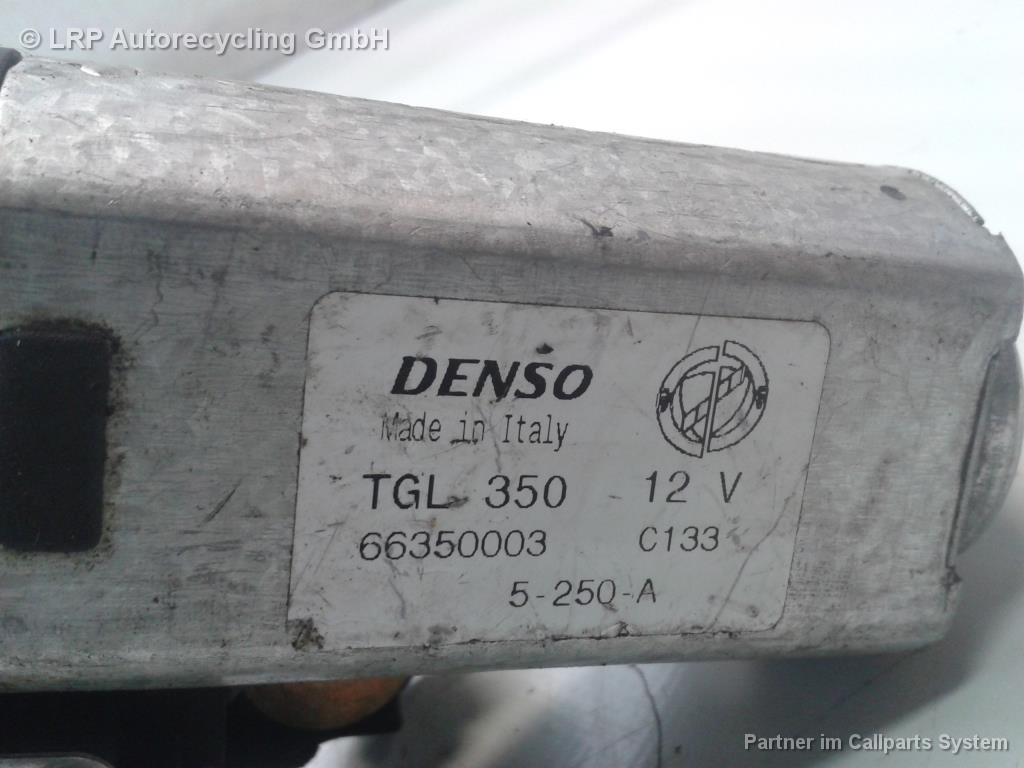 © LRP Autorecycling GmbH
DENSO
Made in Italy
TGL 350 12 V
66350003 C133
5-250-A
Partner im Callparts System